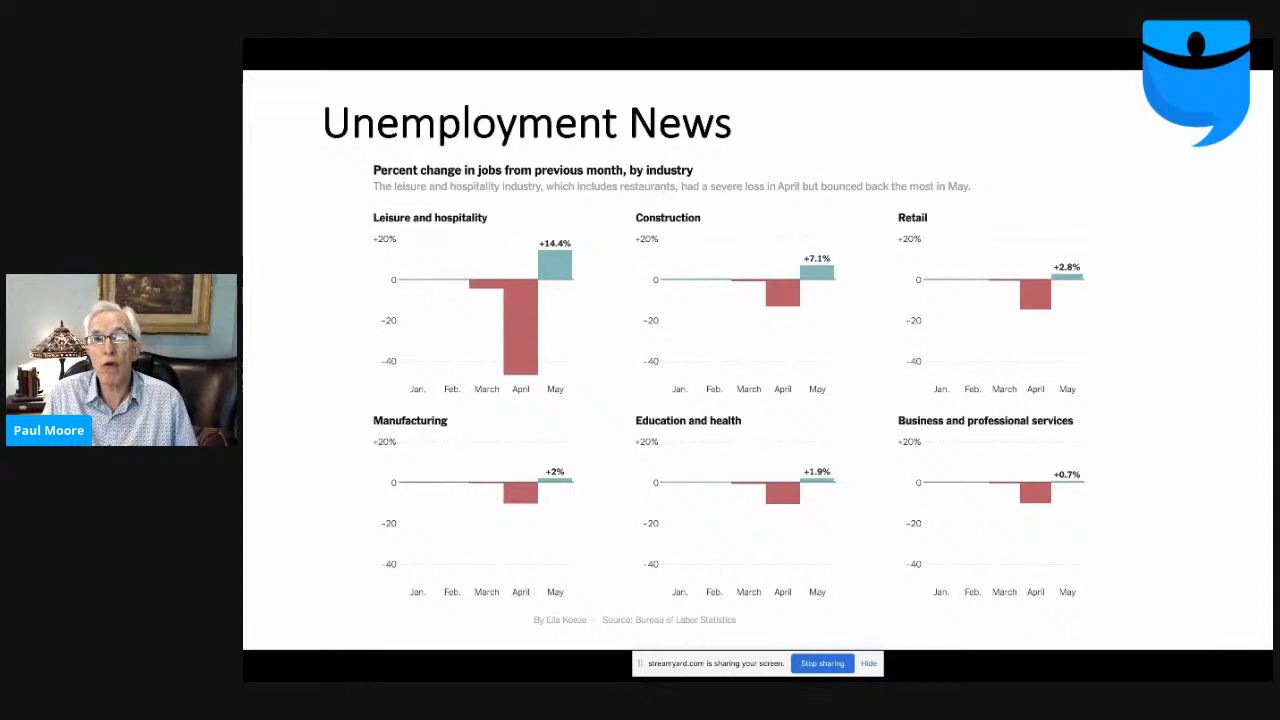 Unemployment News
Percent change in jobs from previous month, by industry
The leisure and hospitality industry, which includes restaurants, had a severe loss in April but bounced back the most in May.
Leisure and hospitality
+20%
+14.4%
0
−20
−40
Jan. Feb. March April May
Construction
+20%
+7.1%
0
−20
−40
Jan. Feb. March April May
Retail
+20%
+2.8%
0
−20
−40
Jan. Feb. March April May
Manufacturing
+20%
+2%
0
−20
−40
Jan. Feb. March April May
Education and health
+20%
+1.9%
0
−20
−40
Jan. Feb. March April May
Business and professional services
+20%
+0.7%
0
−20
−40
Jan. Feb. March April May
By Ella Koeze Source: Bureau of Labor Statistics
Paul Moore
streamyard.com is sharing your screen. Stop sharing Hide